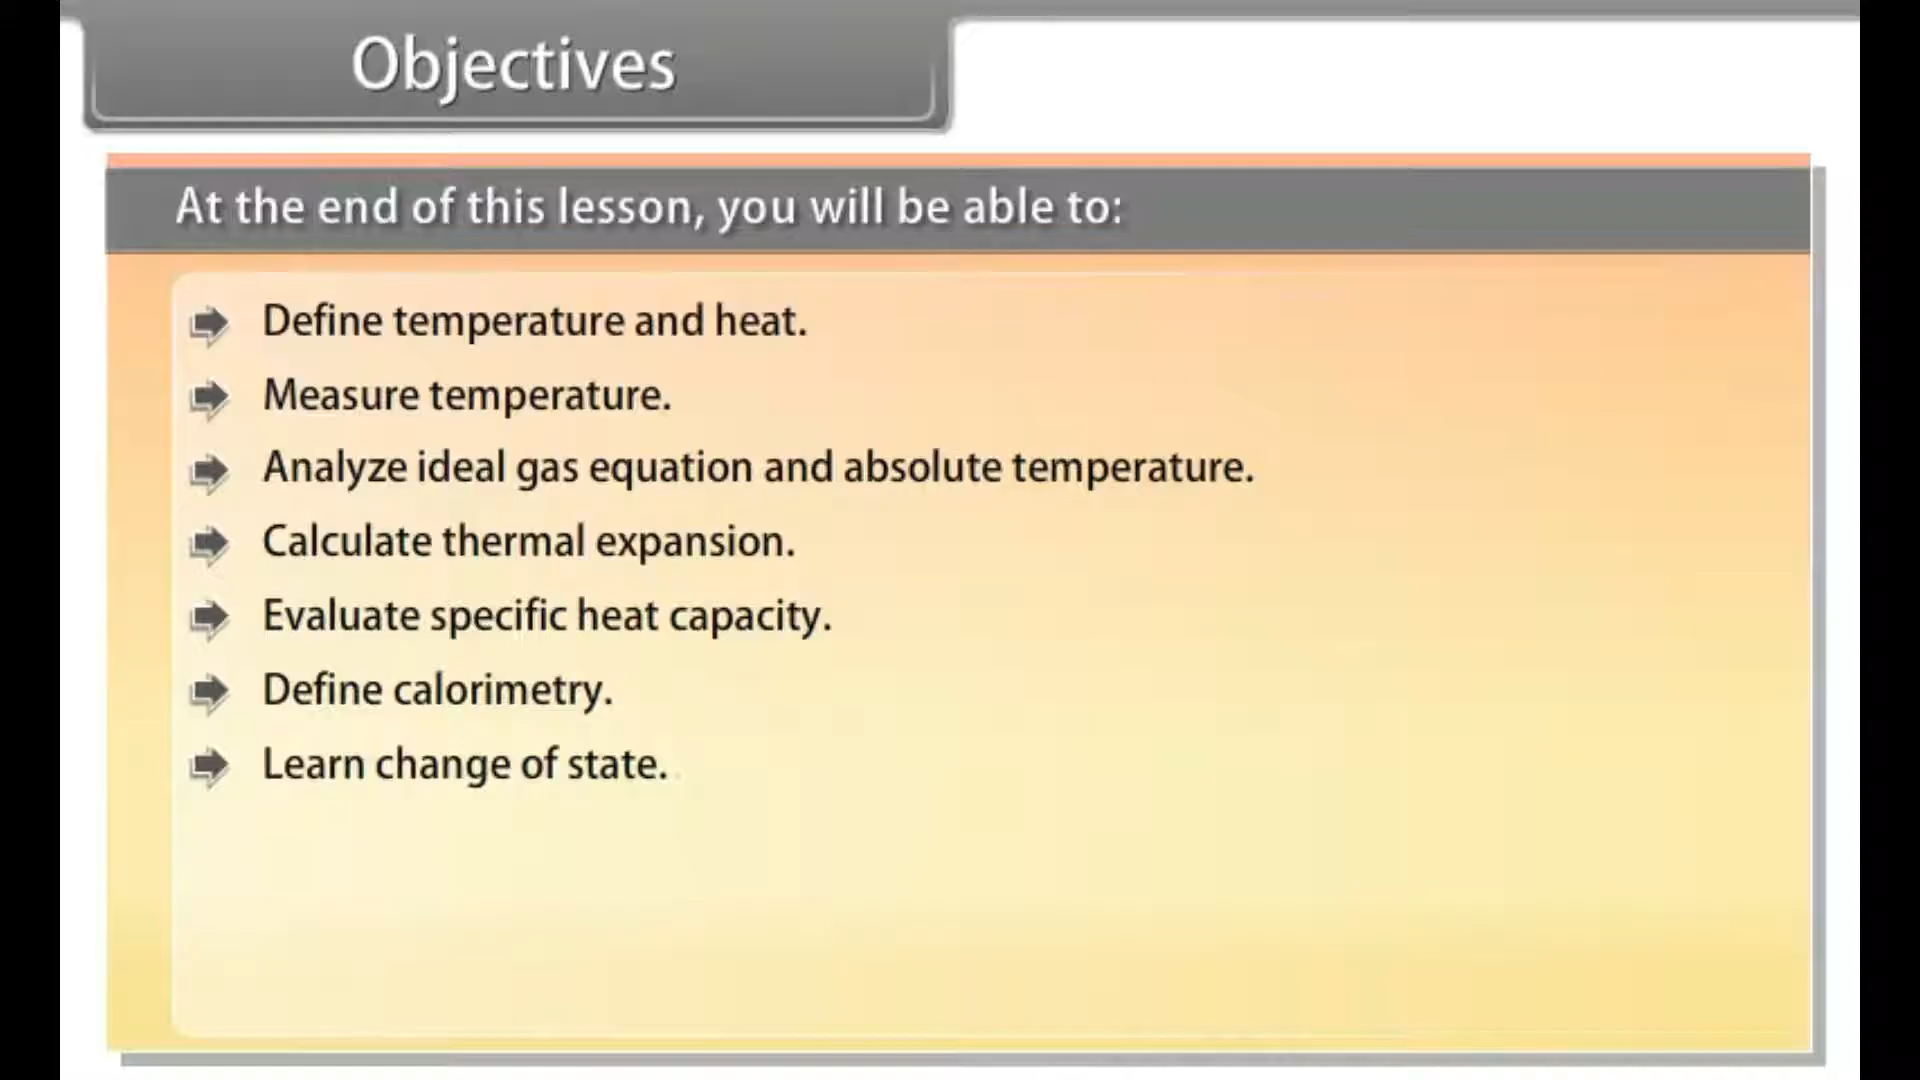 Objectives
At the end of this lesson, you will be able to:
Define temperature and heat.
Measure temperature.
Analyze ideal gas equation and absolute temperature.
Calculate thermal expansion.
Evaluate specific heat capacity.
Define calorimetry.
Learn change of state.